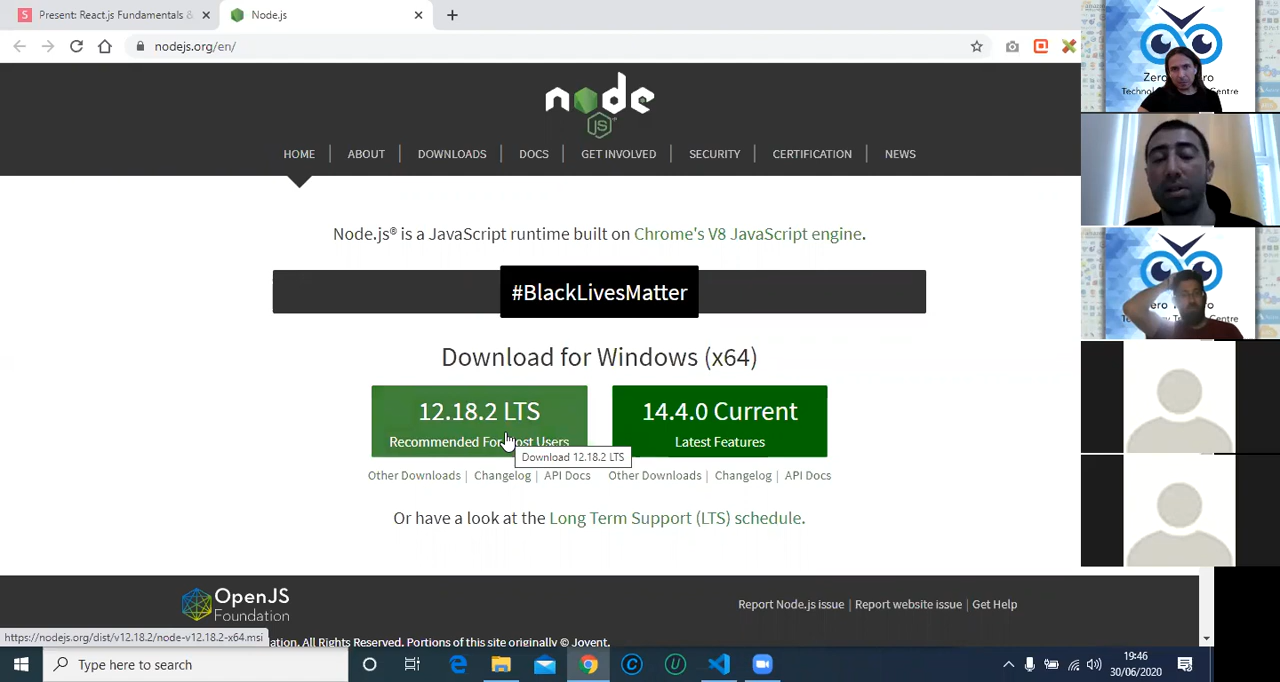 Present: React.js Fundamentals &
Node.js
nodejs.org/en/
node
JS
HOME
ABOUT
DOWNLOADS
DOCS
GET INVOLVED
SECURITY
CERTIFICATION
NEWS
Node.js® is a JavaScript runtime built on Chrome's V8 JavaScript engine.
#BlackLivesMatter
Download for Windows (x64)
12.18.2 LTS
Recommended For Users
Download 12.18.2 LTS
14.4.0 Current
Latest Features
Other Downloads | Changelog | API Docs
Other Downloads | Changelog | API Docs
Or have a look at the Long Term Support (LTS) schedule.
OpenJS
Foundation
Report Node.js issue | Report website issue | Get Help
https://nodejs.org/dist/v12.18.2/node-v12.18.2-x64.msi
All Rights Reserved. Portions of this site originally © Joyent.
Type here to search
19:46
30/06/2020